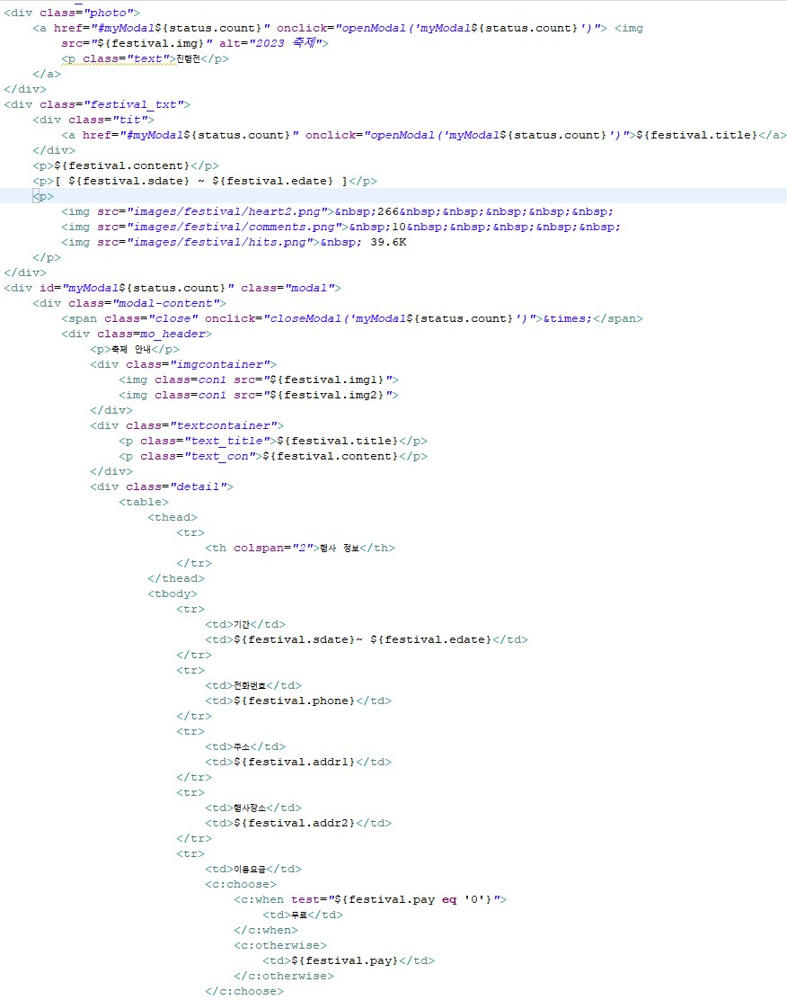 <div class="photo">
<a href="#myModal${status.count}" onclick="openModal('myModal${status.count}')"> <img
src="${festival.img}" alt="2023 축제">
<p class="text">진행전</p>
</a>
</div>
<div class="festival_txt">
<div class="tit">
<a href="#myModal${status.count}" onclick="openModal('myModal${status.count}')">${festival.title}</a>
</div>
<p>${festival.content}</p>
<p>[ ${festival.sdate} ~ ${festival.edate} ]</p>
<p>
<img src="images/festival/heart2.png">&nbsp;266&nbsp;&nbsp;&nbsp;&nbsp;&nbsp;
<img src="images/festival/comments.png">&nbsp;10&nbsp;&nbsp;&nbsp;&nbsp;&nbsp;
<img src="images/festival/hits.png">&nbsp; 39.6K
</p>
</div>
<div id="myModal${status.count}" class="modal">
<div class="modal-content">
<span class="close" onclick="closeModal('myModal${status.count}')">&times;</span>
<div class=mo_header>
<p>축제 안내</p>
<div class="imgcontainer">
<img class=con1 src="${festival.img1}">
<img class=con1 src="${festival.img2}">
</div>
<div class="textcontainer">
<p class="text_title">${festival.title}</p>
<p class="text_con">${festival.content}</p>
</div>
<div class="detail">
<table>
<thead>
<tr>
<th colspan="2">행사 정보</th>
</tr>
</thead>
<tbody>
<tr>
<td>기간</td>
<td>${festival.sdate}~ ${festival.edate}</td>
</tr>
<tr>
<td>전화번호</td>
<td>${festival.phone}</td>
</tr>
<tr>
<td>주소</td>
<td>${festival.addr1}</td>
</tr>
<tr>
<td>행사장소</td>
<td>${festival.addr2}</td>
</tr>
<tr>
<td>이용요금</td>
<c:choose>
<c:when test="${festival.pay eq '0'}">
<td>무료</td>
</c:when>
<c:otherwise>
<td>${festival.pay}</td>
</c:otherwise>
</c:choose>